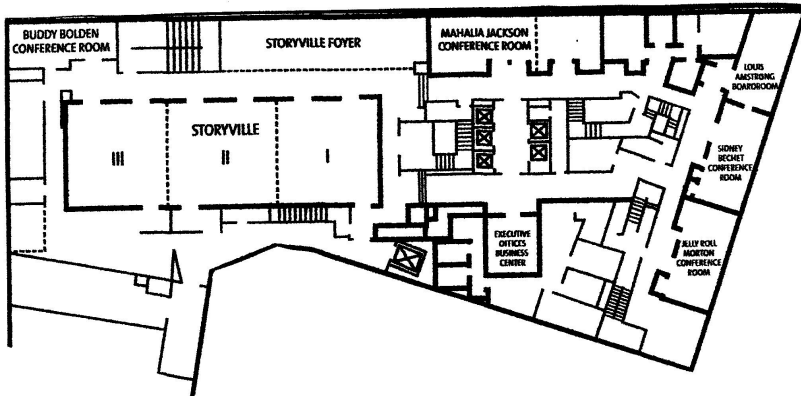 BUDDY BOLDEN
CONFERENCE ROOM
STORYVILLE FOYER
MAHALIA JACKSON
CONFERENCE ROOM
LOUIS
AMSTRONG
BOARDROOM
STORYVILLE
III
II
I
SIDNEY
BECHET
CONFERENCE
ROOM
EXECUTIVE
OFFICES
BUSINESS
CENTER
JELLY ROLL
MORTON
CONFERENCE
ROOM